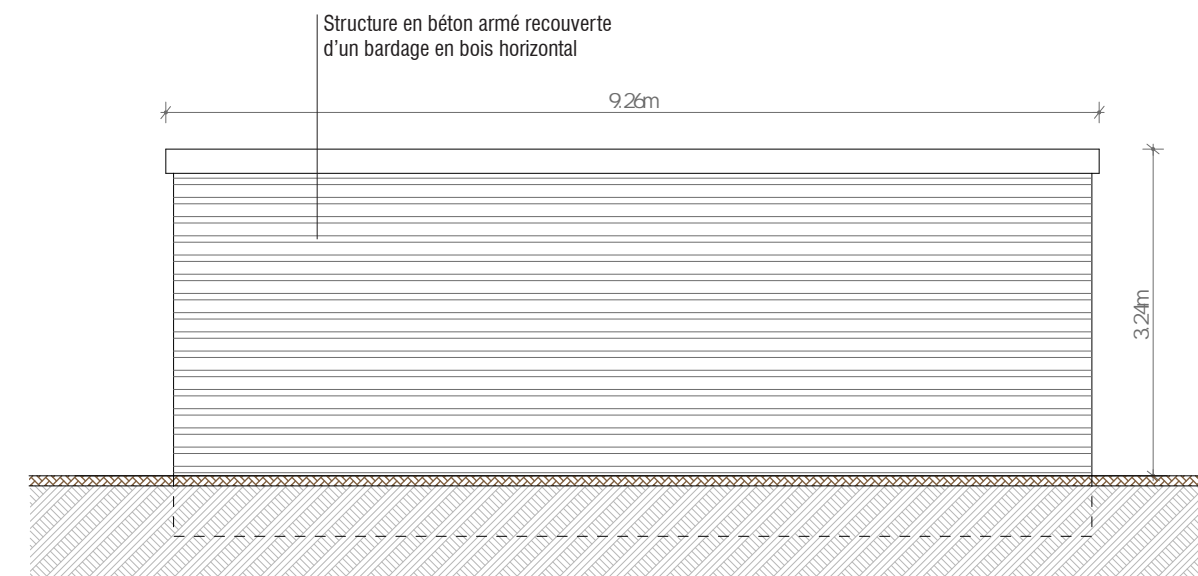 Structure en béton armé recouverte
d'un bardage en bois horizontal
9.26m
3.24m